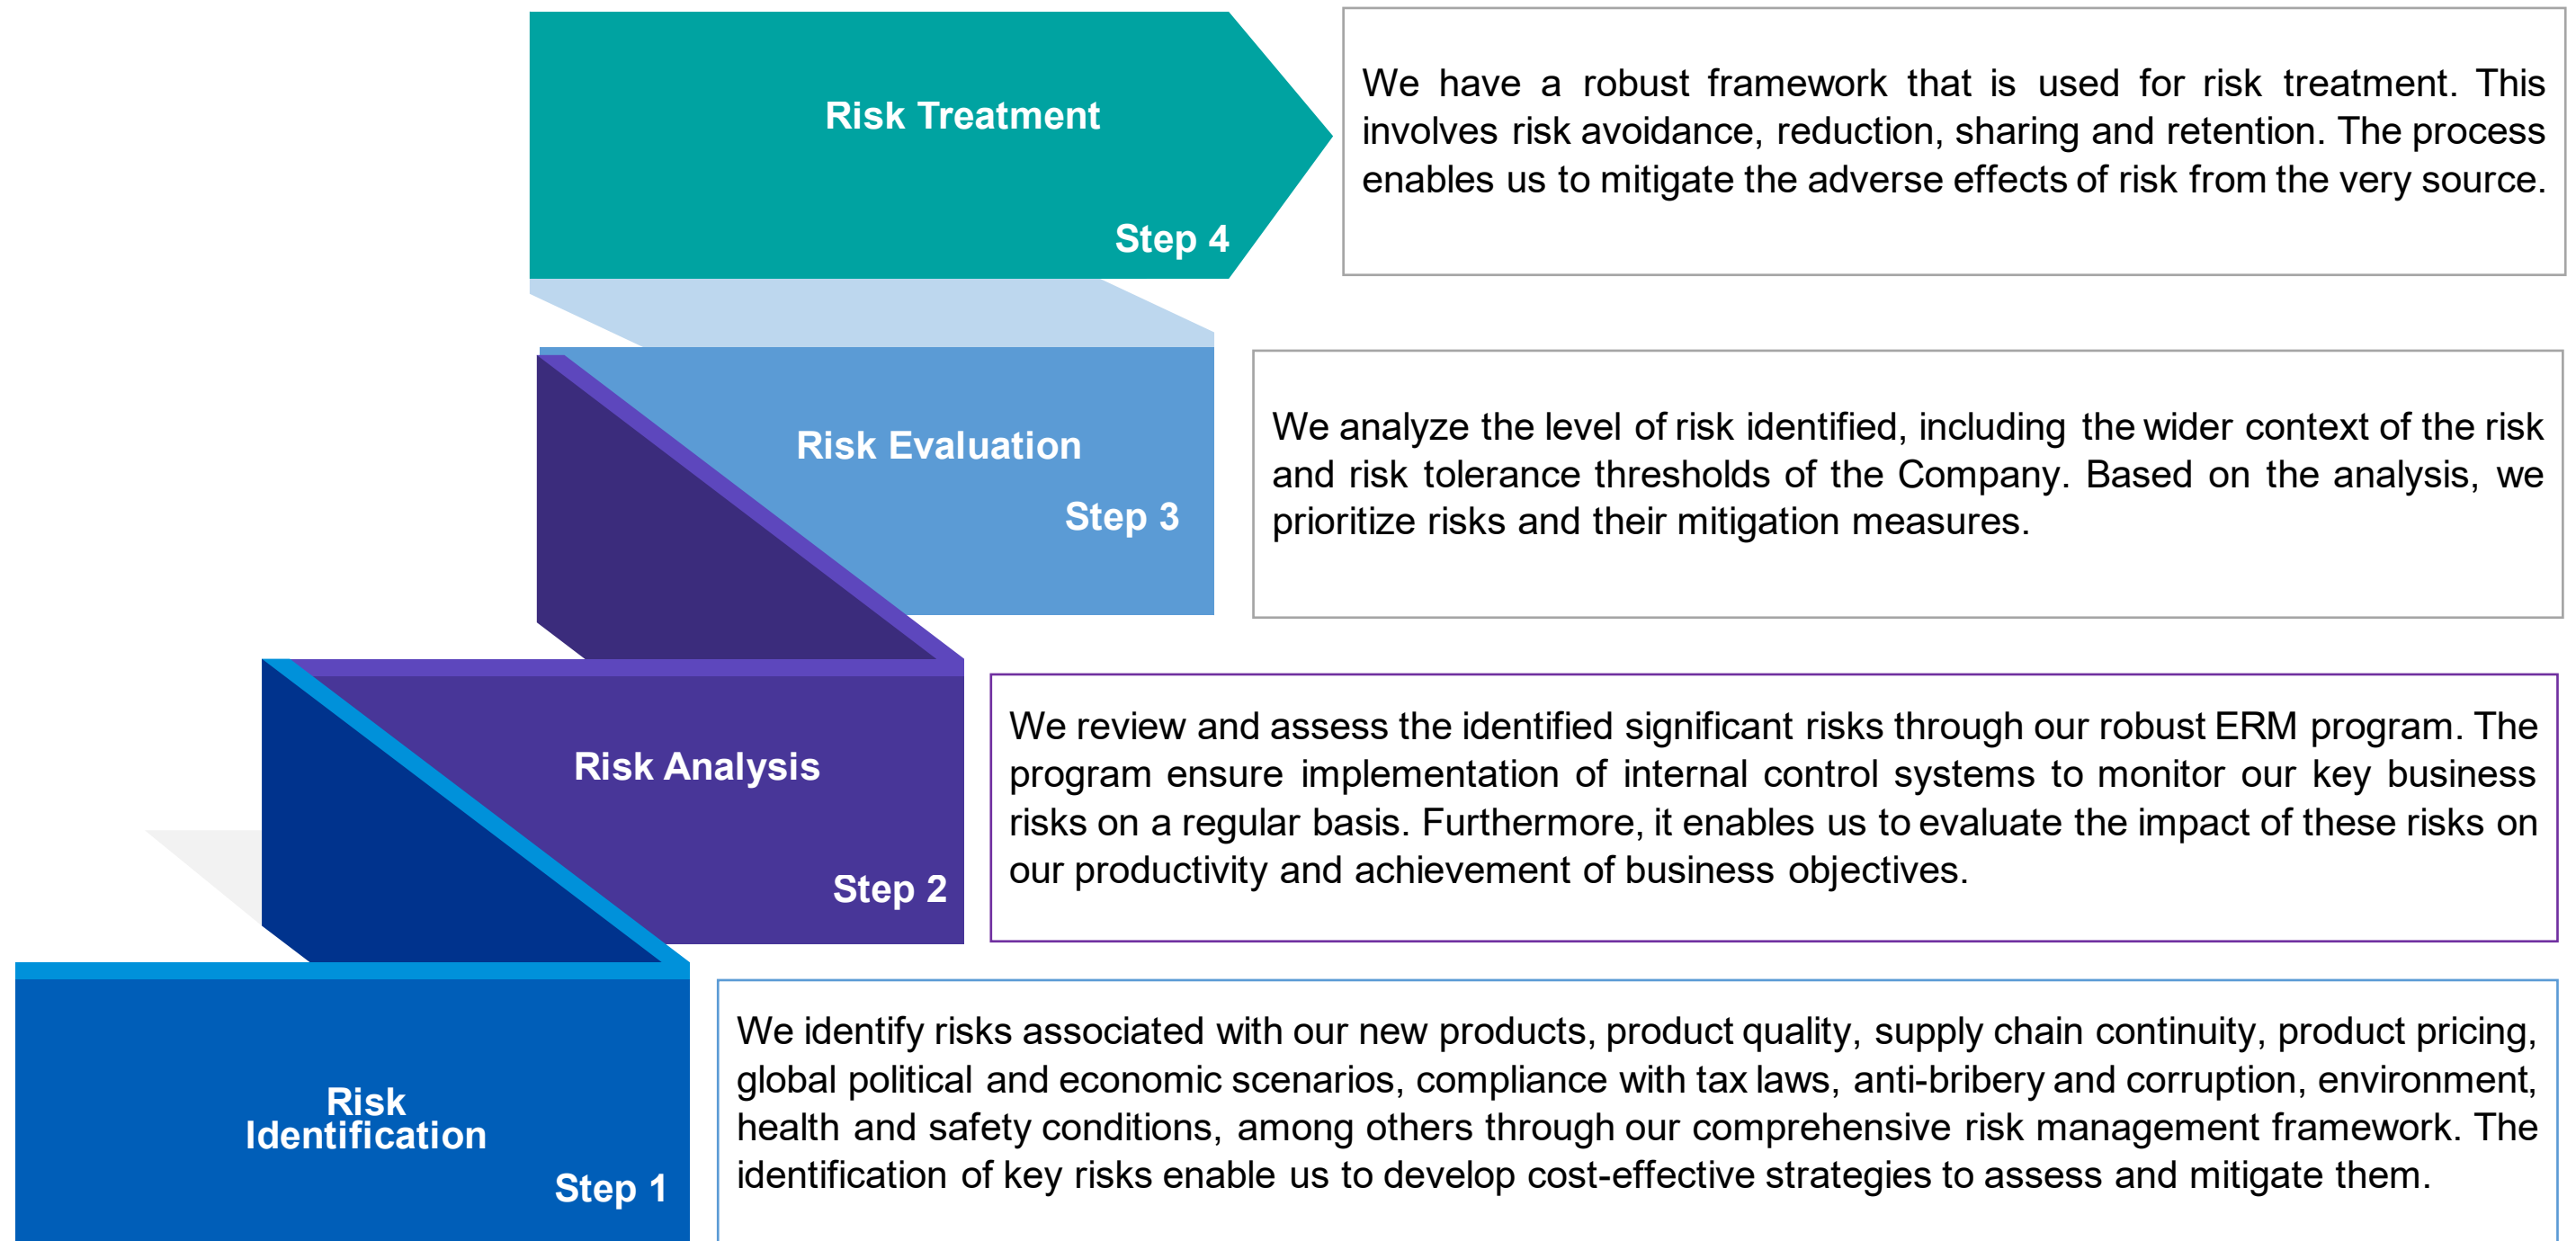 Risk Treatment
Step 4
We have a robust framework that is used for risk treatment. This
involves risk avoidance, reduction, sharing and retention. The process
enables us to mitigate the adverse effects of risk from the very source.
Risk Evaluation
Step 3
We analyze the level of risk identified, including the wider context of the risk
and risk tolerance thresholds of the Company. Based on the analysis, we
prioritize risks and their mitigation measures.
Risk Analysis
Step 2
We review and assess the identified significant risks through our robust ERM program. The
program ensure implementation of internal control systems to monitor our key business
risks on a regular basis. Furthermore, it enables us to evaluate the impact of these risks on
our productivity and achievement of business objectives.
Risk
Identification
Step 1
We identify risks associated with our new products, product quality, supply chain continuity, product pricing,
global political and economic scenarios, compliance with tax laws, anti-bribery and corruption, environment,
health and safety conditions, among others through our comprehensive risk management framework. The
identification of key risks enable us to develop cost-effective strategies to assess and mitigate them.